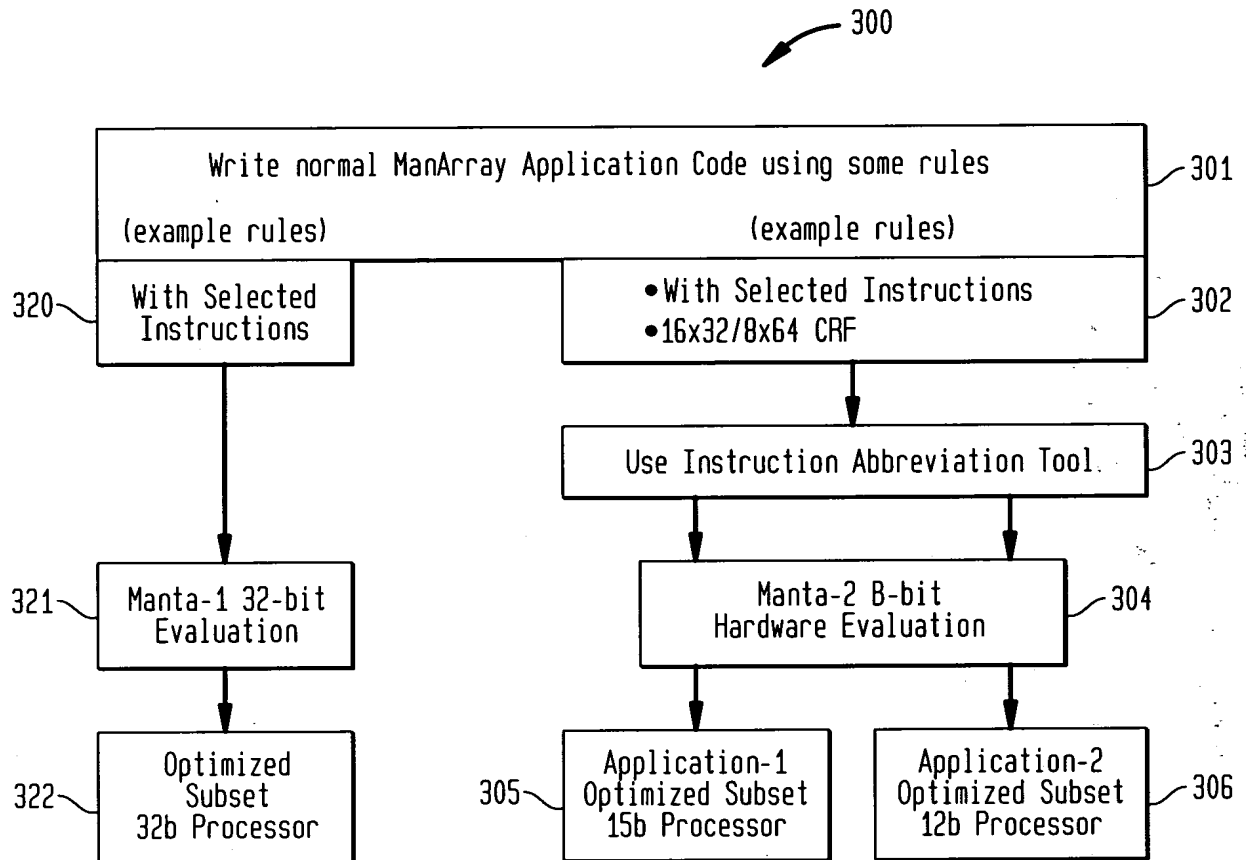 300
Write normal ManArray Application Code using some rules
301
(example rules)
(example rules)
320
With Selected
Instructions
•With Selected Instructions
•16x32/8x64 CRF
302
Use Instruction Abbreviation Tool
303
321
Manta-1 32-bit
Evaluation
Manta-2 B-bit
Hardware Evaluation
304
322
Optimized
Subset
32b Processor
305
Application-1
Optimized Subset
15b Processor
Application-2
Optimized Subset
12b Processor
306